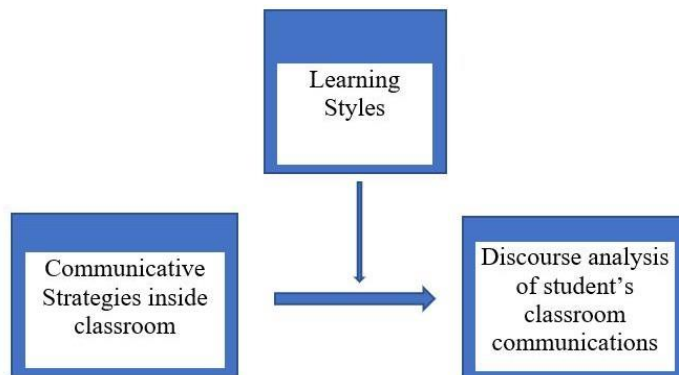 Learning
Styles
Communicative
Strategies inside
classroom
Discourse analysis
of student’s
classroom
communications